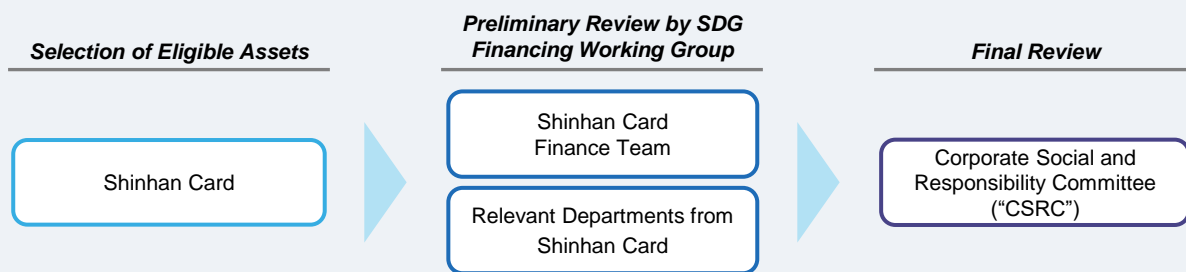 Selection of Eligible Assets
Shinhan Card
Preliminary Review by SDG
Financing Working Group
Shinhan Card
Finance Team
Relevant Departments from
Shinhan Card
Final Review
Corporate Social and
Responsibility Committee
(“CSRC”)